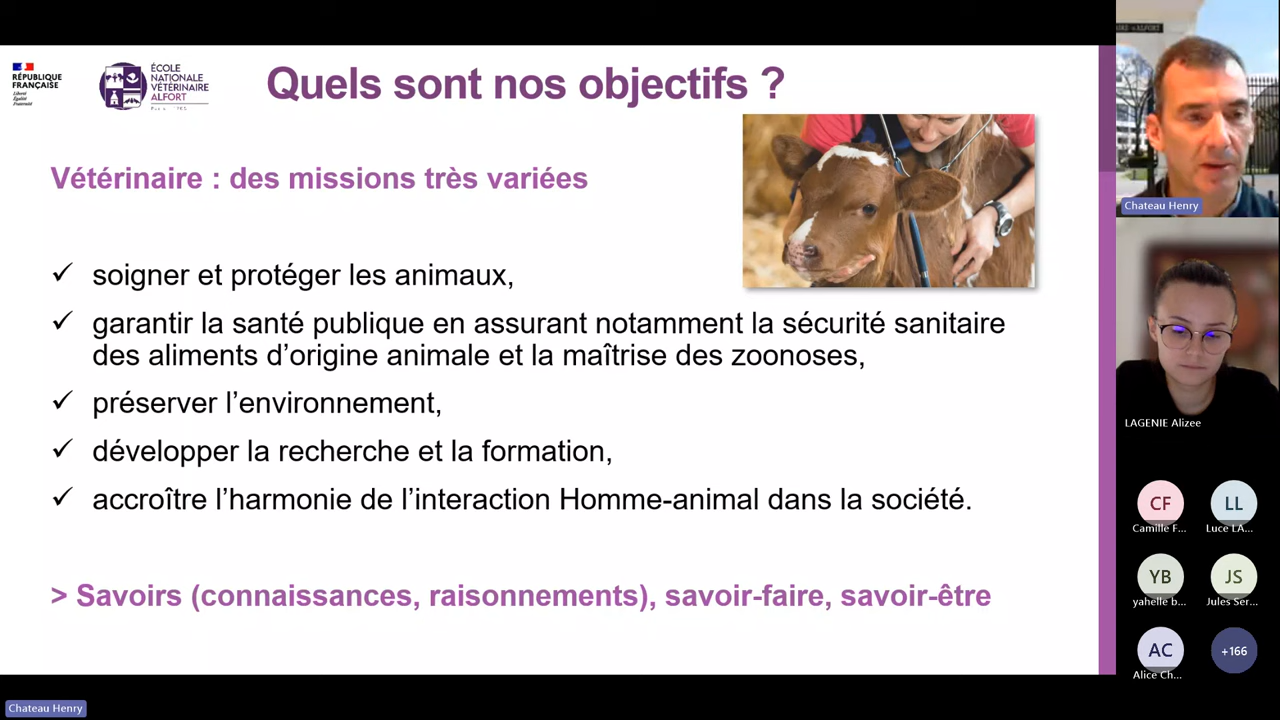 RÉPUBLIQUE
FRANÇAISE
Liberté
Égalité
Fraternité
ÉCOLE
NATIONALE
VÉTÉRINAIRE
ALFORT
Quels sont nos objectifs ?
Vétérinaire : des missions très variées
✓ soigner et protéger les animaux,
✓ garantir la santé publique en assurant notamment la sécurité sanitaire
des aliments d’origine animale et la maîtrise des zoonoses,
✓ préserver l’environnement,
✓ développer la recherche et la formation,
✓ accroître l’harmonie de l’interaction Homme-animal dans la société.
> Savoirs (connaissances, raisonnements), savoir-faire, savoir-être
Chateau Henry
LAGENIE Alizee
CF
LL
Camille F...
Luce LA...
YB
JS
yahelle b...
Jules Ser...
AC
+166
Alice Ch...
Chateau Henry